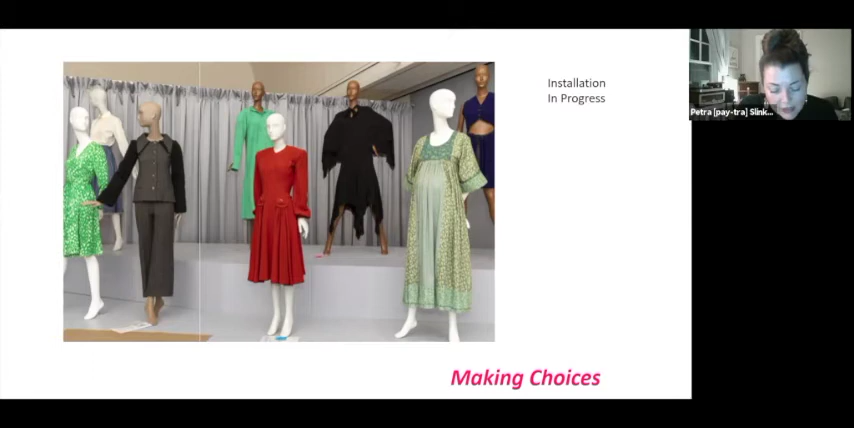 Installation
In Progress
Petra [pay-tra] Slink...
Making Choices